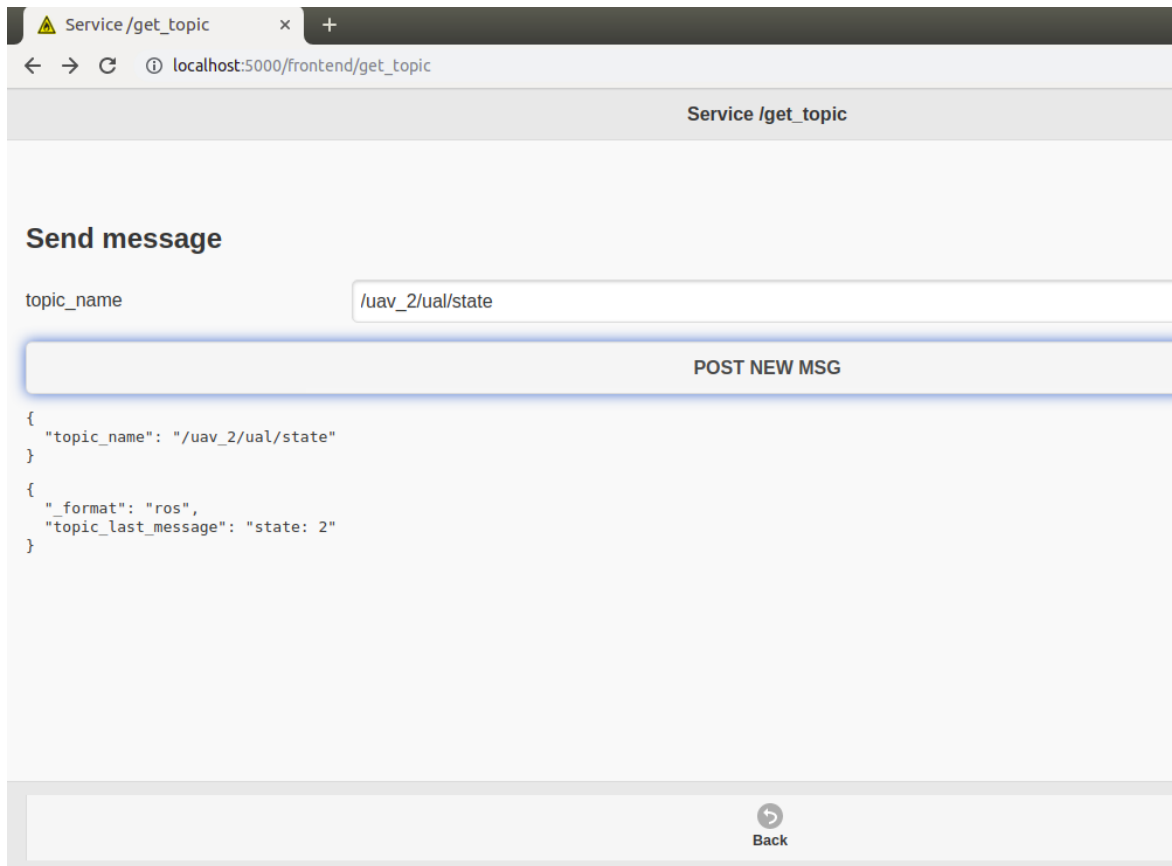 Service /get_topic
localhost:5000/frontend/get_topic
Service /get_topic
Send message
topic_name
/uav_2/ual/state
POST NEW MSG
{
"topic_name": "/uav_2/ual/state"
}
{
"_format": "ros",
"topic_last_message": "state: 2"
}
Back